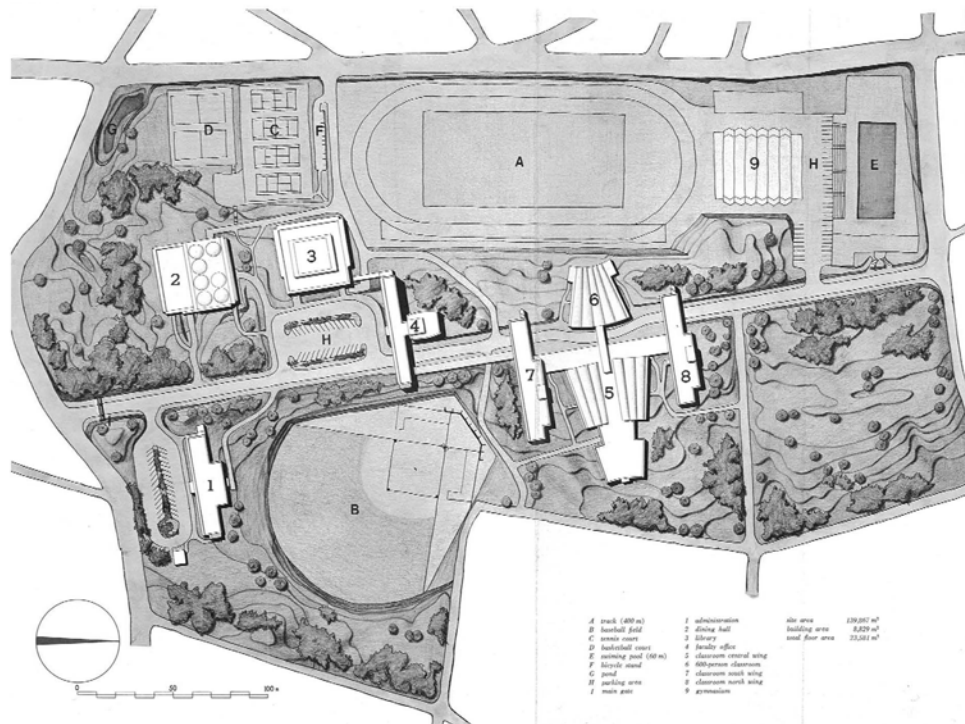 G
D
C
F
A
9
H
E
2
3
6
4
H
7
5
8
1
B
0 50 100 m
A track (400 m)
B baseball field
C tennis court
D basketball court
E swiming pool (60 m)
F bicycle stand
G pond
H parking area
I main gate
1 administration
2 dining hall
3 library
4 faculty office
5 classroom central wing
6 600-person classroom
7 classroom south wing
8 classroom north wing
9 gymnasium
site area
building area
total floor area